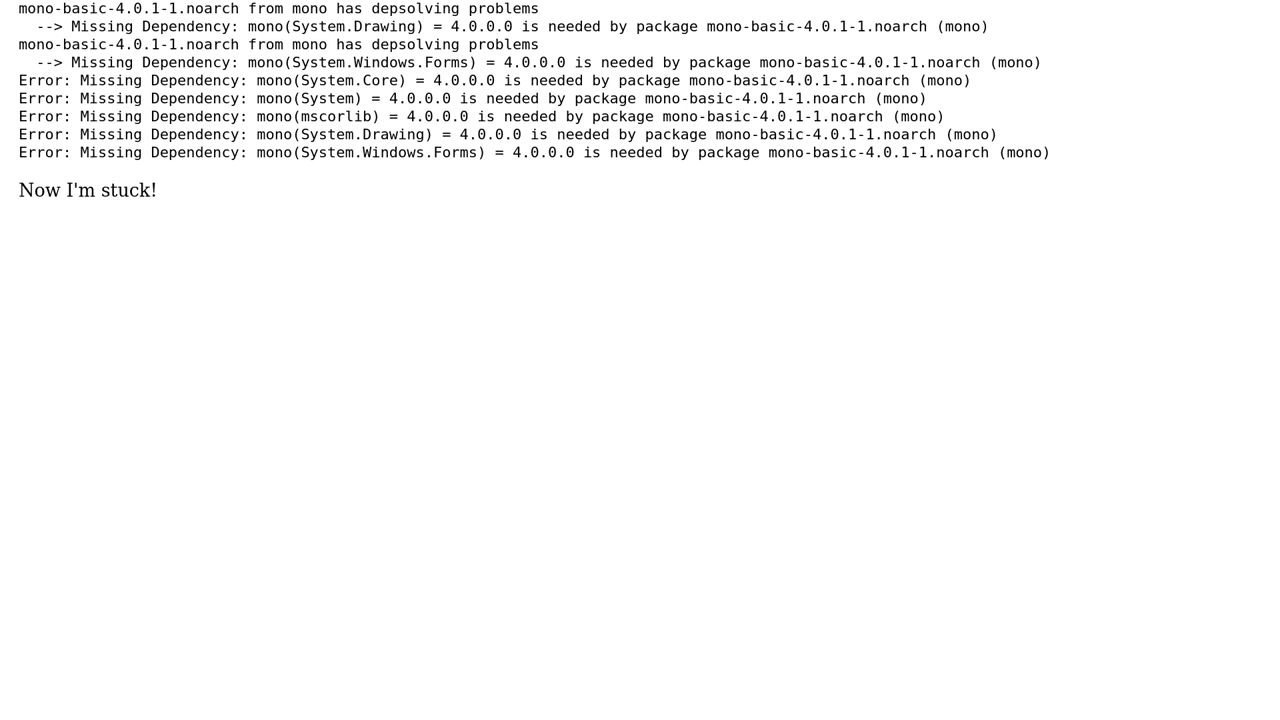 mono-basic-4.0.1-1.noarch from mono has depsolving problems
  --> Missing Dependency: mono(System.Drawing) = 4.0.0.0 is needed by package mono-basic-4.0.1-1.noarch (mono)
mono-basic-4.0.1-1.noarch from mono has depsolving problems
  --> Missing Dependency: mono(System.Windows.Forms) = 4.0.0.0 is needed by package mono-basic-4.0.1-1.noarch (mono)
Error: Missing Dependency: mono(System.Core) = 4.0.0.0 is needed by package mono-basic-4.0.1-1.noarch (mono)
Error: Missing Dependency: mono(System) = 4.0.0.0 is needed by package mono-basic-4.0.1-1.noarch (mono)
Error: Missing Dependency: mono(mscorlib) = 4.0.0.0 is needed by package mono-basic-4.0.1-1.noarch (mono)
Error: Missing Dependency: mono(System.Drawing) = 4.0.0.0 is needed by package mono-basic-4.0.1-1.noarch (mono)
Error: Missing Dependency: mono(System.Windows.Forms) = 4.0.0.0 is needed by package mono-basic-4.0.1-1.noarch (mono)
Now I'm stuck!